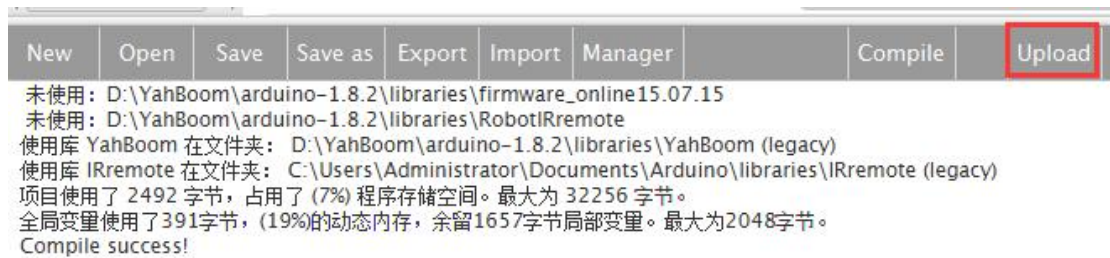 New Open Save Save as Export Import Manager Compile Upload
未使用: D:\YahBoom\arduino-1.8.2\libraries\firmware_online15.07.15
未使用: D:\YahBoom\arduino-1.8.2\libraries\RobotIRremote
使用库 YahBoom 在文件夹: D:\YahBoom\arduino-1.8.2\libraries\YahBoom (legacy)
使用库 IRremote 在文件夹: C:\Users\Administrator\Documents\Arduino\libraries\IRremote (legacy)
项目使用了 2492 字节，占用了 (7%) 程序存储空间。最大为 32256 字节。
全局变量使用了391字节，(19%)的动态内存，余留1657字节局部变量。最大为2048字节。
Compile success!